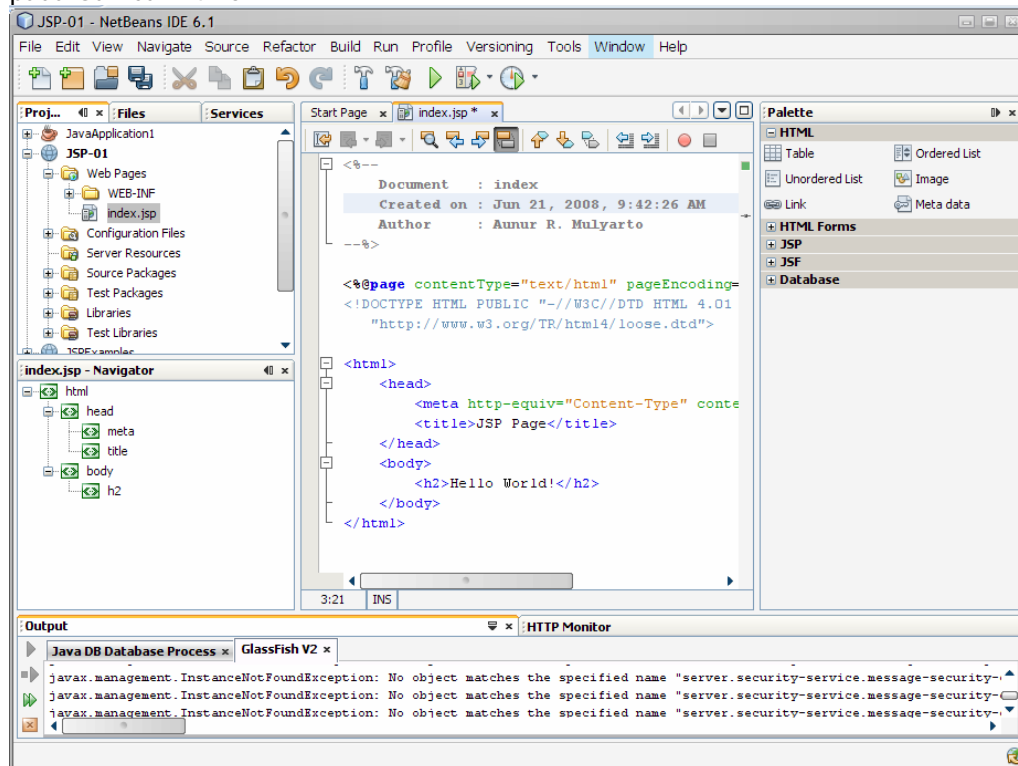 JSP-01 - NetBeans IDE 6.1
File Edit View Navigate Source Refactor Build Run Profile Versioning Tools Window Help
Proj... Files Services
JavaApplication1
JSP-01
Web Pages
WEB-INF
index.jsp
Configuration Files
Server Resources
Source Packages
Test Packages
Libraries
Test Libraries
JSPExamples
index.jsp - Navigator
html
head
meta
title
body
h2
Start Page index.jsp *
<%--
Document : index
Created on : Jun 21, 2008, 9:42:26 AM
Author : Aunur R. Mulyarto
--%>
<%@page contentType="text/html" pageEncoding=
<!DOCTYPE HTML PUBLIC "-//W3C//DTD HTML 4.01
"http://www.w3.org/TR/html4/loose.dtd">
<html>
<head>
<meta http-equiv="Content-Type" conte
<title>JSP Page</title>
</head>
<body>
<h2>Hello World!</h2>
</body>
</html>
3:21 INS
Palette
HTML
Table Ordered List
Unordered List Image
Link Meta data
HTML Forms
JSP
JSF
Database
Output HTTP Monitor
Java DB Database Process GlassFish V2
javax.management.InstanceNotFoundException: No object matches the specified name "server.security-service.message-security-
javax.management.InstanceNotFoundException: No object matches the specified name "server.security-service.message-security-
javax.management.InstanceNotFoundException: No object matches the specified name "server.security-service.message-security-